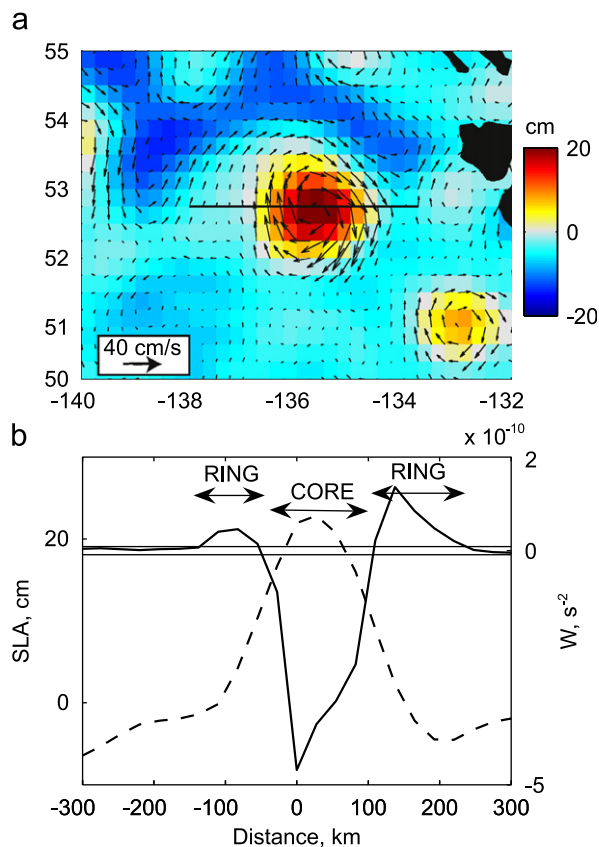 a
55
54
53
52
51
50
40 cm/s
-140 -138 -136 -134 -132
cm
20
0
-20
b
x 10⁻¹⁰
RING CORE RING
20
0
SLA, cm
2
0
-5
W, s⁻²
-300 -200 -100 0 100 200 300
Distance, km